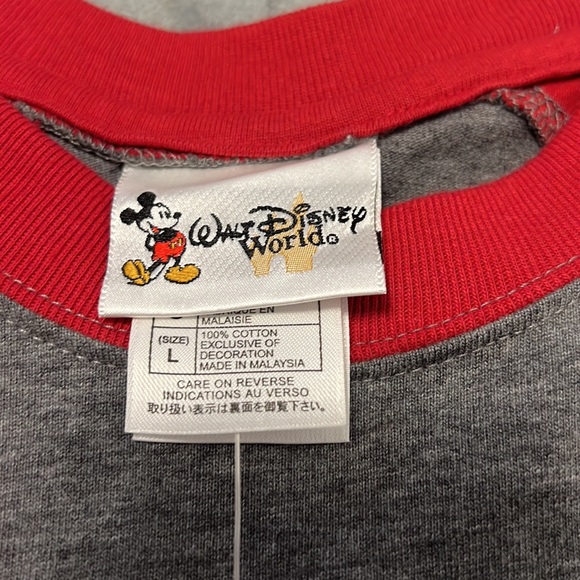 WALT DISNEY
World®
MALAISIE
(SIZE)
L
100% COTTON
EXCLUSIVE OF
DECORATION
MADE IN MALAYSIA
CARE ON REVERSE
INDICATIONS AU VERSO
取り扱い表示は裏面を御覧下さい。